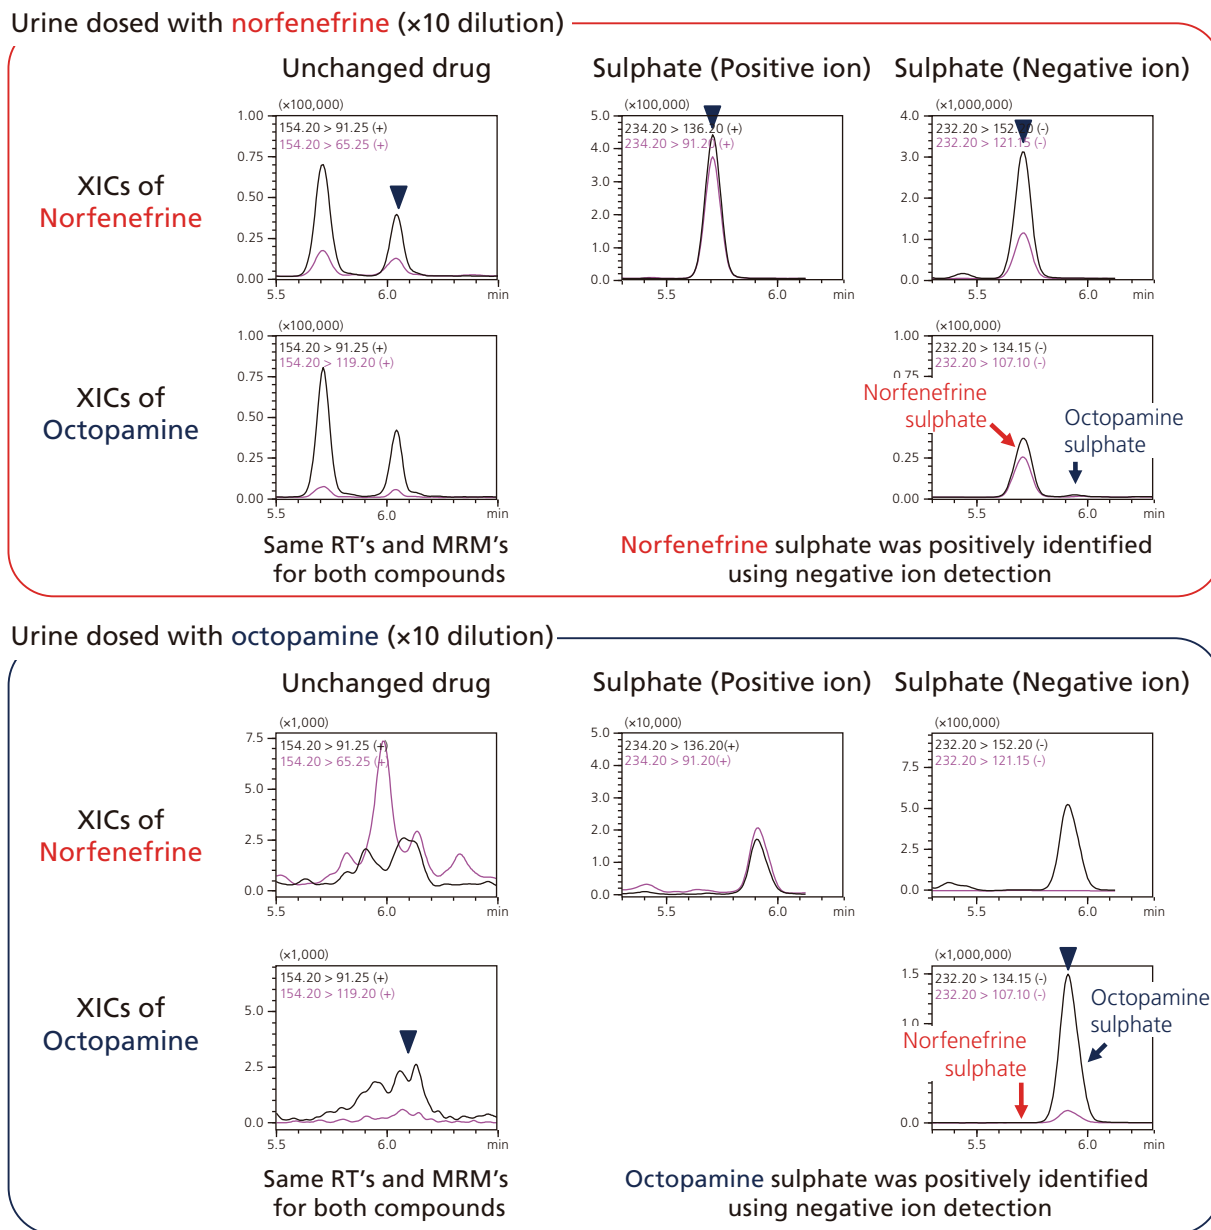 Urine dosed with norfenefrine (×10 dilution)
Unchanged drug
Sulphate (Positive ion)
Sulphate (Negative ion)
XICs of
Norfenefrine
(×100,000)
154.20 > 91.25 (+)
154.20 > 65.25 (+)
1.00
0.75
0.50
0.25
0.00
5.5
6.0
min
(×100,000)
234.20 > 136.20 (+)
234.20 > 91.20 (+)
5.0
4.0
3.0
2.0
1.0
0.0
5.5
6.0
min
(×1,000,000)
232.20 > 152.20 (-)
232.20 > 121.15 (-)
4.0
3.0
2.0
1.0
0.0
5.5
6.0
min
XICs of
Octopamine
(×100,000)
154.20 > 91.25 (+)
154.20 > 119.20 (+)
1.00
0.75
0.50
0.25
0.00
5.5
6.0
min
(×100,000)
232.20 > 134.15 (-)
232.20 > 107.10 (-)
1.00
0.75
Norfenefrine
sulphate
Octopamine
sulphate
0.25
0.00
5.5
6.0
min
Same RT's and MRM's
for both compounds
Norfenefrine sulphate was positively identified
using negative ion detection
Urine dosed with octopamine (×10 dilution)
Unchanged drug
Sulphate (Positive ion)
Sulphate (Negative ion)
XICs of
Norfenefrine
(×1,000)
154.20 > 91.25 (+)
154.20 > 65.25 (+)
7.5
5.0
2.5
0.0
5.5
6.0
min
(×10,000)
234.20 > 136.20(+)
234.20 > 91.20(+)
5.0
4.0
3.0
2.0
1.0
0.0
5.5
6.0
min
(×100,000)
232.20 > 152.20 (-)
232.20 > 121.15 (-)
7.5
5.0
2.5
0.0
5.5
6.0
min
XICs of
Octopamine
(×1,000)
154.20 > 91.25 (+)
154.20 > 119.20 (+)
5.0
2.5
0.0
5.5
6.0
min
(×1,000,000)
232.20 > 134.15 (-)
232.20 > 107.10 (-)
1.5
1.0
Norfenefrine
sulphate
Octopamine
sulphate
0.0
5.5
6.0
min
Same RT's and MRM's
for both compounds
Octopamine sulphate was positively identified
using negative ion detection